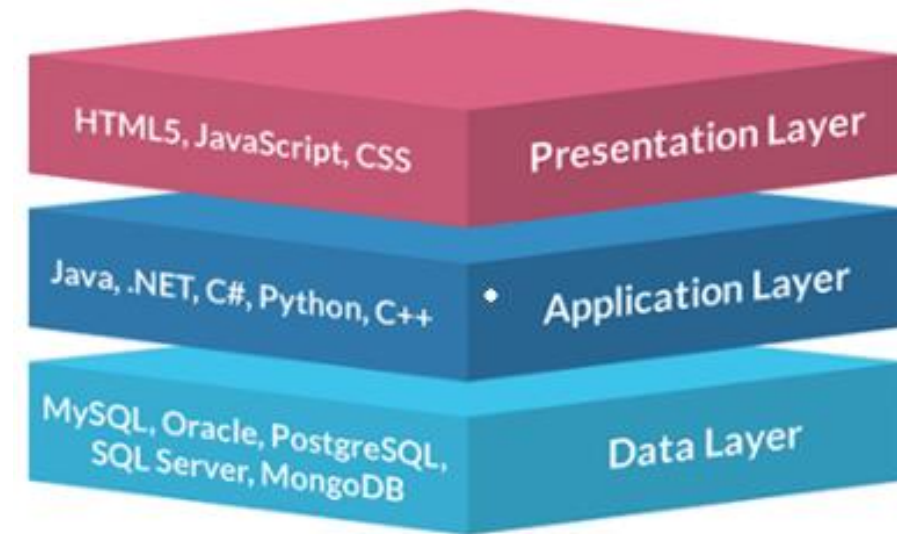 HTML5, JavaScript, CSS
Presentation Layer
Java, .NET, C#, Python, C++
Application Layer
MySQL, Oracle, PostgreSQL,
SQL Server, MongoDB
Data Layer